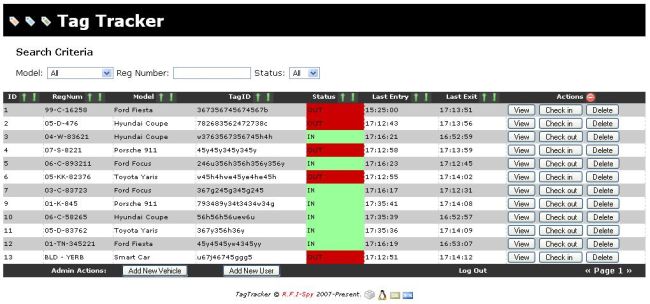 Tag Tracker
Search Criteria
Model: All Reg Number: Status: All
ID RegNum Model TagID Status Last Entry Last Exit Actions
1 99-C-16258 Ford Fiesta 367356745674567b OUT 15:25:00 17:13:51 View Check in Delete
2 05-D-476 Hyundai Coupe 782683562472738c OUT 17:12:43 17:13:56 View Check in Delete
3 04-W-83621 Hyundai Coupe w3763567356745h4h IN 17:16:21 16:52:59 View Check out Delete
4 07-S-8221 Porsche 911 45y45y345y345y OUT 17:12:58 17:13:59 View Check in Delete
5 06-C-893211 Ford Focus 246u356h356h356y356y IN 17:16:23 17:12:45 View Check out Delete
6 05-KK-82376 Toyota Yaris w45h4hve45ye4he45h OUT 17:12:55 17:14:02 View Check in Delete
7 03-C-83723 Ford Focus 367g245g345g245 IN 17:16:17 17:12:31 View Check out Delete
9 01-K-845 Porsche 911 793489y34t3434w34g IN 17:35:41 17:14:08 View Check out Delete
10 06-C-58265 Hyundai Coupe 56h56h56uew6u IN 17:35:39 16:52:57 View Check out Delete
11 05-D-83762 Toyota Yaris 367y356h36y IN 17:35:36 17:14:09 View Check out Delete
12 01-TN-345221 Ford Fiesta 45y4545yw4345yy IN 17:16:19 16:53:07 View Check out Delete
13 BLD - YERB Smart Car u67j46745ggg5 OUT 17:12:51 17:14:12 View Check in Delete
Admin Actions: Add New Vehicle Add New User Log Out « Page 1 »
TagTracker © R.F.I-Spy 2007-Present.